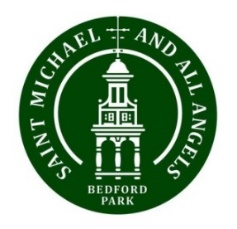 SAINT MICHAEL AND ALL ANGELS
BEDFORD
PARK